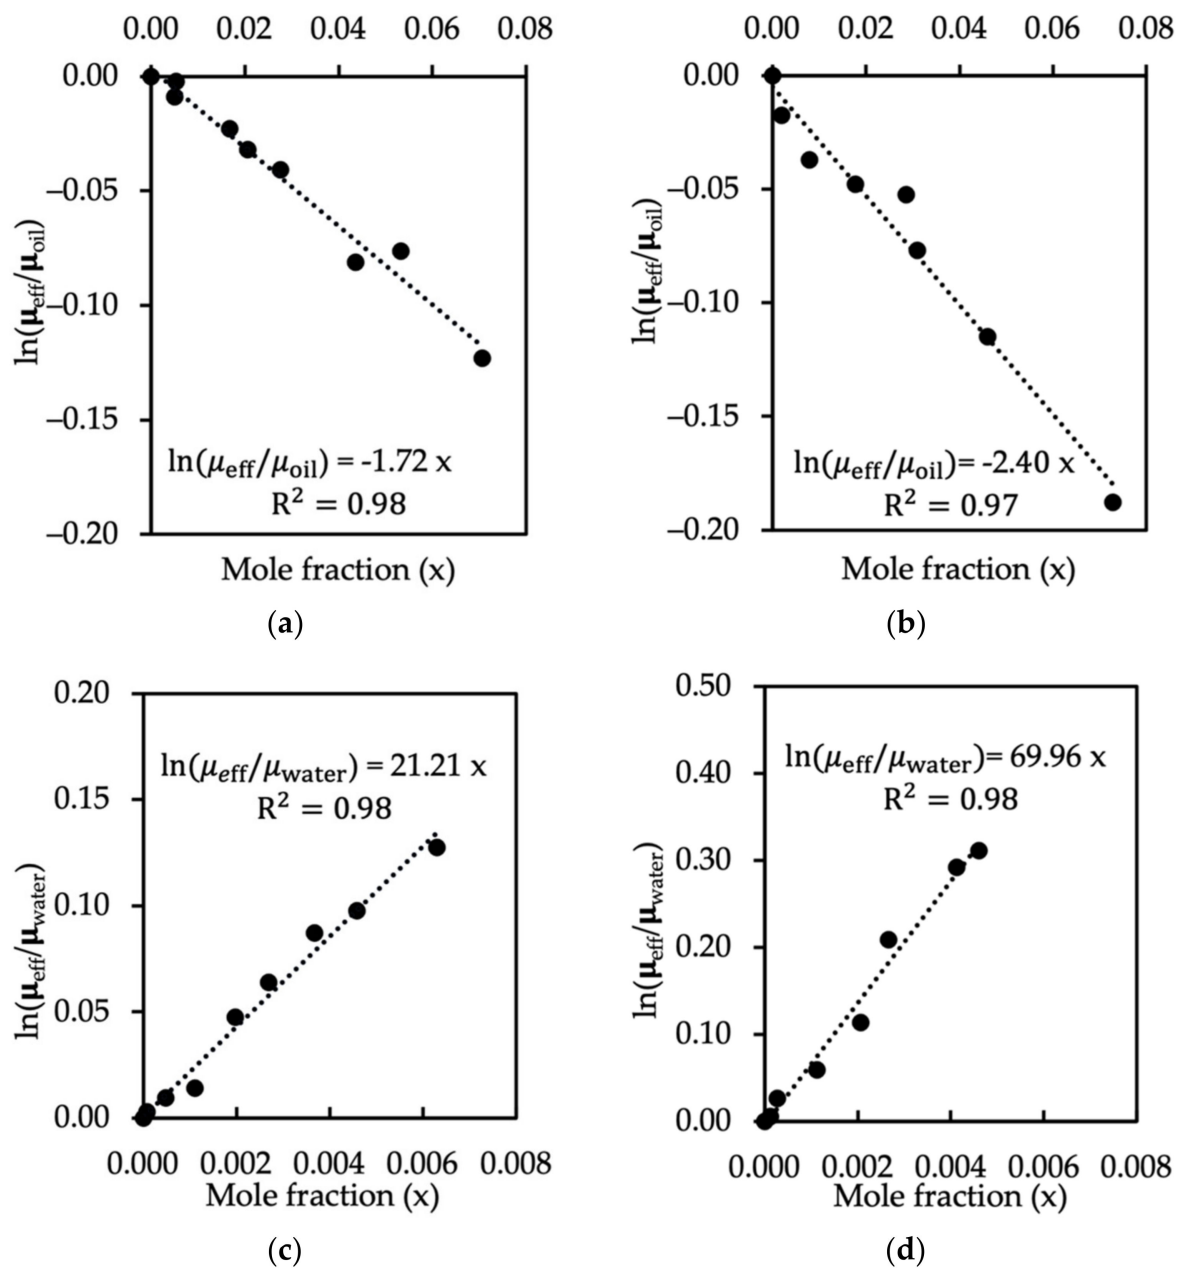 0.00 0.02 0.04 0.06 0.08
0.00
–0.05
–0.10
–0.15
–0.20
ln(μeff/μoil)
ln(μeff/μoil) = -1.72 x
R² = 0.98
Mole fraction (x)
(a)
0.00 0.02 0.04 0.06 0.08
0.00
–0.05
–0.10
–0.15
–0.20
ln(μeff/μoil)
ln(μeff/μoil)= -2.40 x
R² = 0.97
Mole fraction (x)
(b)
0.20
0.15
0.10
0.05
0.00
ln(μeff/μwater)
ln(μeff/μwater) = 21.21 x
R² = 0.98
0.000 0.002 0.004 0.006 0.008
Mole fraction (x)
(c)
0.50
0.40
0.30
0.20
0.10
0.00
ln(μeff/μwater)
ln(μeff/μwater)= 69.96 x
R² = 0.98
0.000 0.002 0.004 0.006 0.008
Mole fraction (x)
(d)